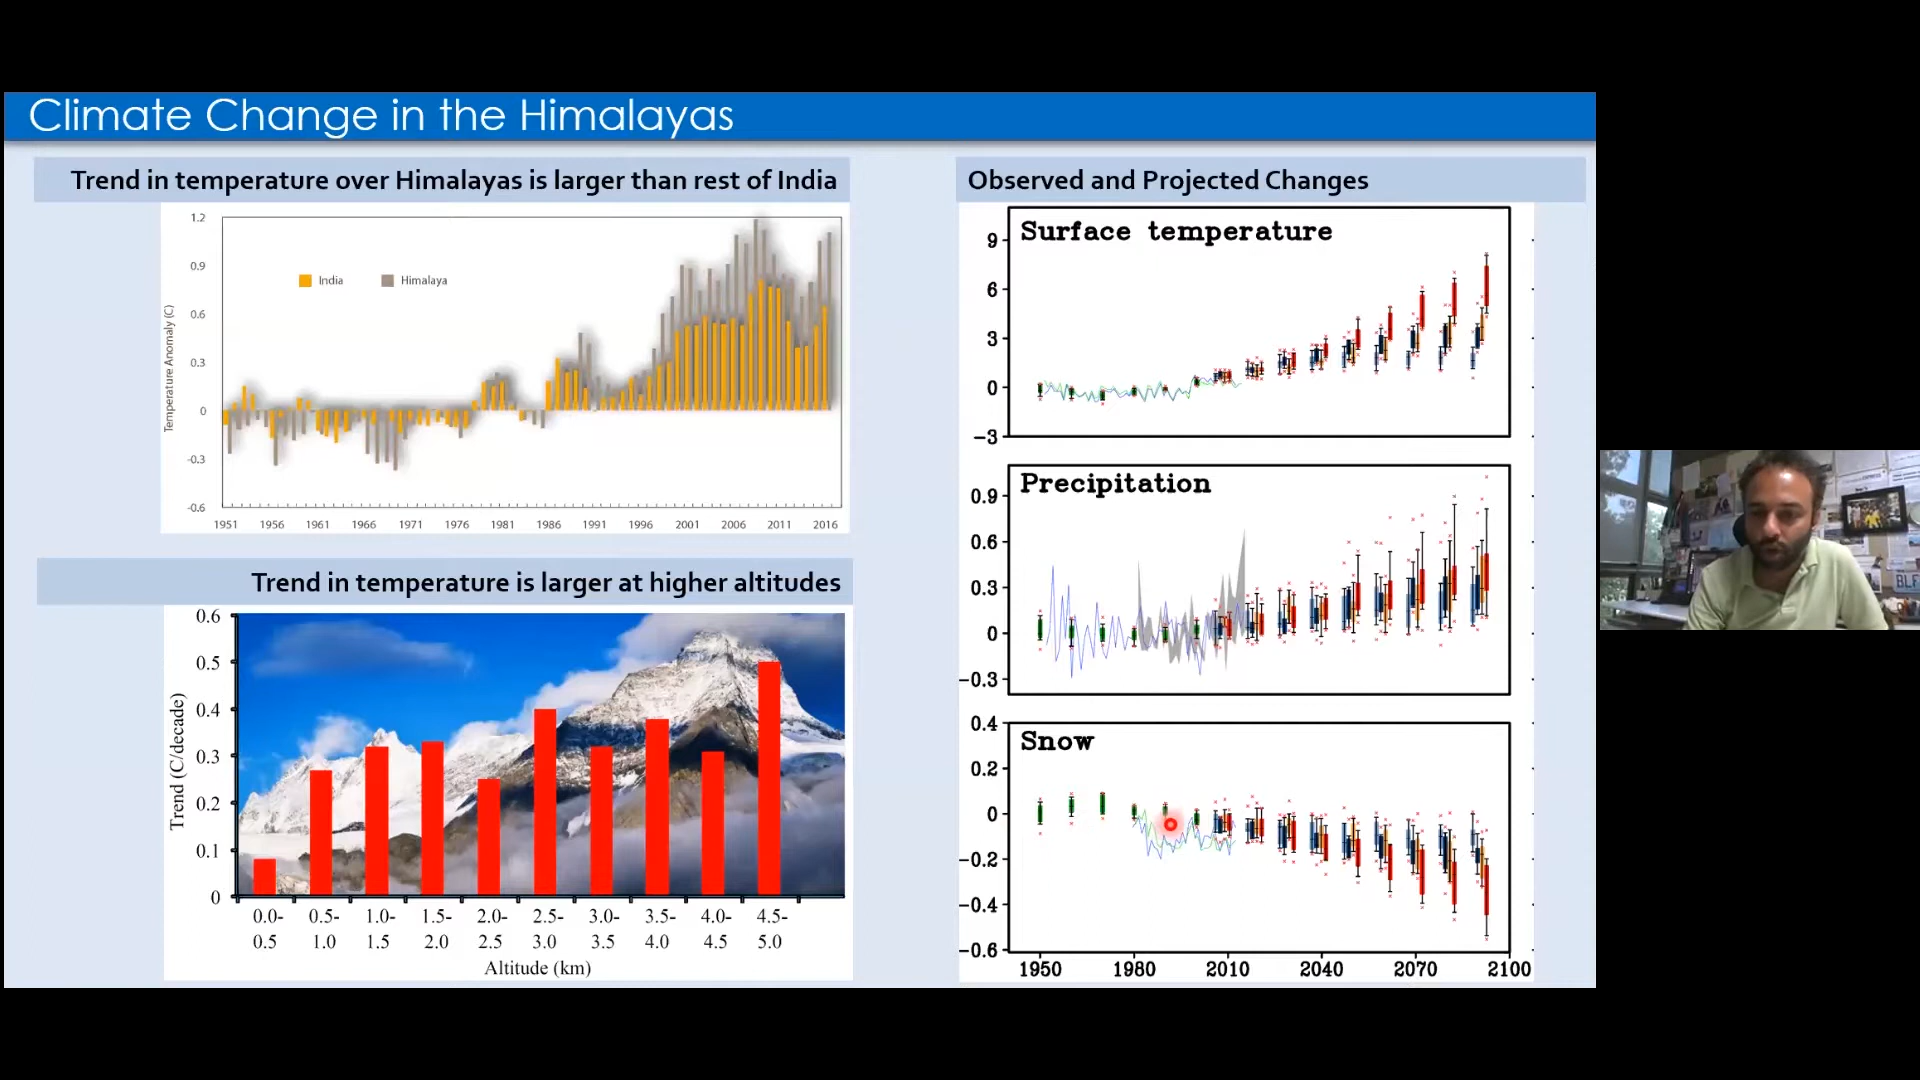 Climate Change in the Himalayas
Trend in temperature over Himalayas is larger than rest of India
1.2
0.9
0.6
0.3
0
-0.3
-0.6
Temperature Anomaly (C)
India
Himalaya
1951 1956 1961 1966 1971 1976 1981 1986 1991 1996 2001 2006 2011 2016
Trend in temperature is larger at higher altitudes
0.6
0.5
0.4
0.3
0.2
0.1
0
Trend (C/decade)
0.0- 0.5- 1.0- 1.5- 2.0- 2.5- 3.0- 3.5- 4.0- 4.5-
0.5 1.0 1.5 2.0 2.5 3.0 3.5 4.0 4.5 5.0
Altitude (km)
Observed and Projected Changes
Surface temperature
9
6
3
0
-3
Precipitation
0.9
0.6
0.3
0
-0.3
Snow
0.4
0.2
0
-0.2
-0.4
-0.6
1950 1980 2010 2040 2070 2100